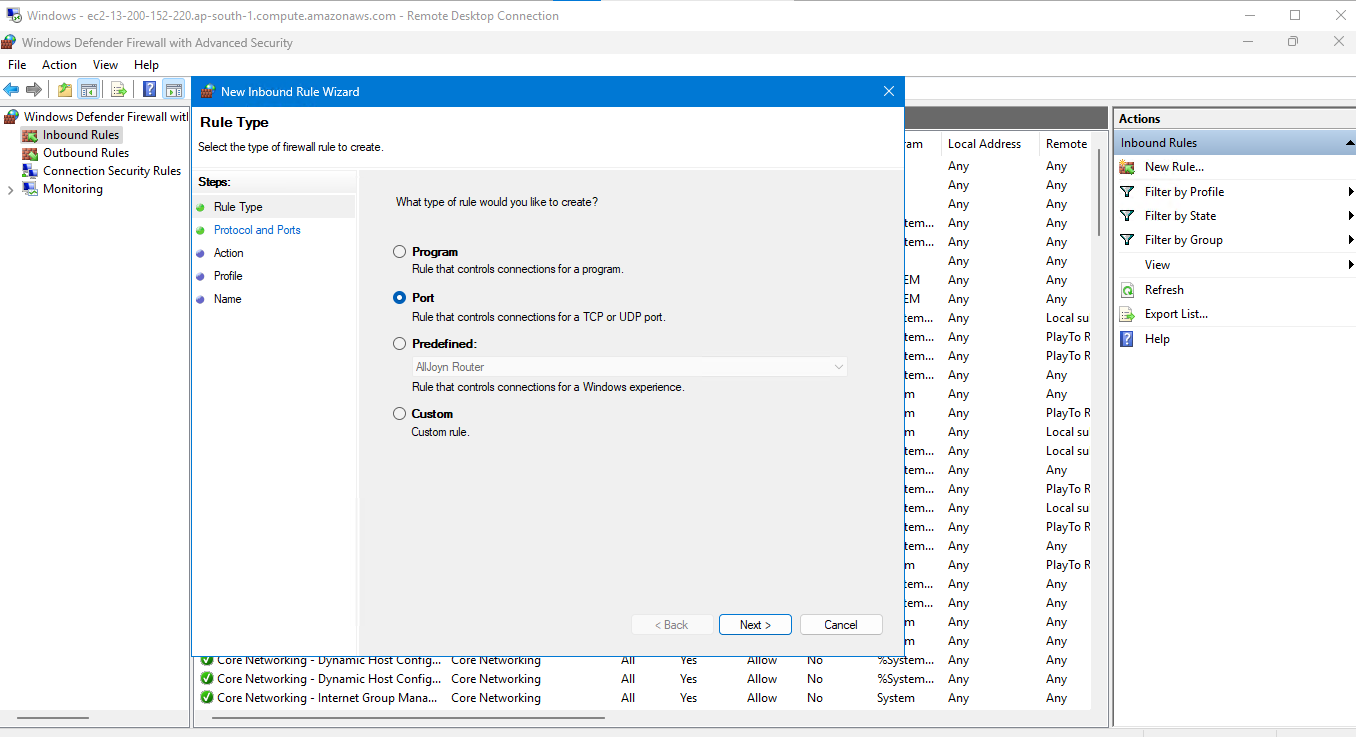 Windows - ec2-13-200-152-220.ap-south-1.compute.amazonaws.com - Remote Desktop Connection
Windows Defender Firewall with Advanced Security
File Action View Help
Windows Defender Firewall witl
Inbound Rules
Outbound Rules
Connection Security Rules
Monitoring
New Inbound Rule Wizard
Rule Type
Select the type of firewall rule to create.
Steps:
Rule Type
Protocol and Ports
Action
Profile
Name
What type of rule would you like to create?
Program
Rule that controls connections for a program.
Port
Rule that controls connections for a TCP or UDP port.
Predefined:
AllJoyn Router
Rule that controls connections for a Windows experience.
Custom
Custom rule.
< Back Next > Cancel
ram Local Address Remote
Any Any
Any Any
Any Any
tem... Any Any
tem... Any Any
Any Any
EM Any Any
EM Any Any
tem... Any Local su
tem... Any PlayTo R
tem... Any PlayTo R
tem... Any Any
m Any Any
m Any PlayTo R
m Any Local su
tem... Any Local su
tem... Any Any
tem... Any PlayTo R
tem... Any Local su
tem... Any PlayTo R
tem... Any Any
m Any PlayTo R
tem... Any Any
tem... Any Any
m Any Any
m Any Any
Core Networking - Dynamic Host Config... Core Networking All Yes Allow No %System... Any Any
Core Networking - Dynamic Host Config... Core Networking All Yes Allow No %System... Any Any
Core Networking - Internet Group Mana... Core Networking All Yes Allow No System Any Any
Actions
Inbound Rules
New Rule...
Filter by Profile
Filter by State
Filter by Group
View
Refresh
Export List...
Help